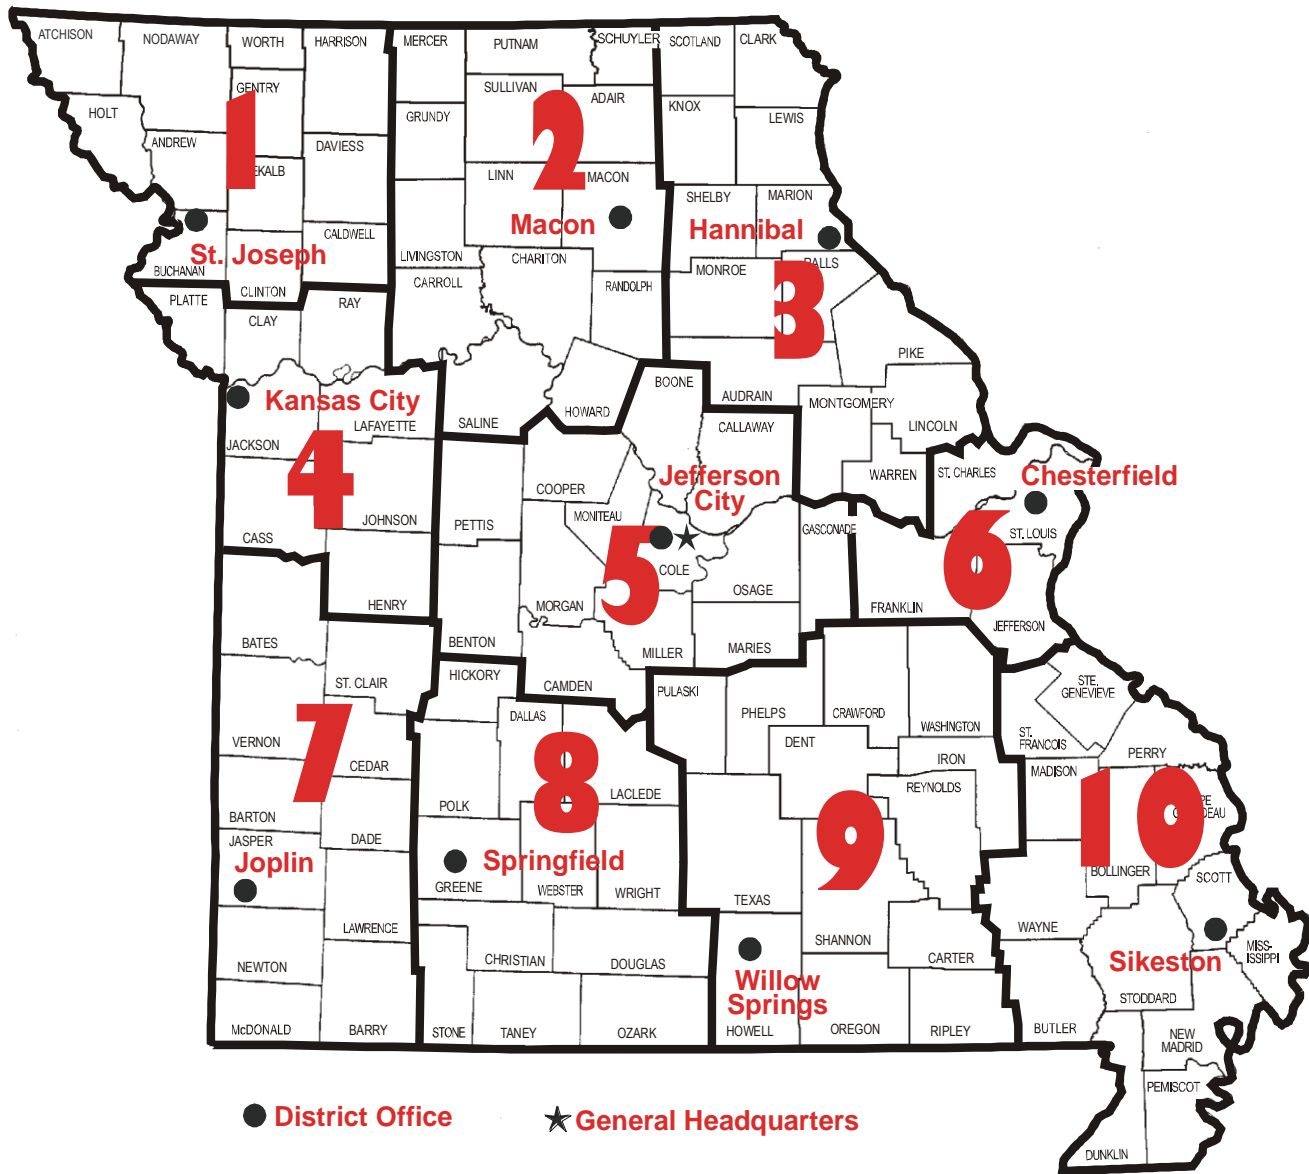 ATCHISON
NODAWAY
WORTH
HARRISON
MERCER
PUTNAM
SCHUYLER
SCOTLAND
CLARK
GENTRY
SULLIVAN
ADAIR
KNOX
LEWIS
HOLT
GRUNDY
1
2
ANDREW
DAVIESS
EKALB
LINN
MACON
SHELBY
MARION
Macon
Hannibal
St. Joseph
CALDWELL
LIVINGSTON
CHARITON
MONROE
RALLS
BUCHANAN
CLINTON
CARROLL
RANDOLPH
3
PLATTE
CLAY
RAY
PIKE
BOONE
AUDRAIN
MONTGOMERY
Kansas City
HOWARD
SALINE
LAFAYETTE
CALLAWAY
LINCOLN
JACKSON
4
WARREN
ST. CHARLES
Chesterfield
Jefferson
City
COOPER
MONITEAU
JOHNSON
PETTIS
CASS
GASCONADE
ST. LOUIS
5
6
COLE
OSAGE
HENRY
MORGAN
FRANKLIN
JEFFERSON
BATES
BENTON
MILLER
MARIES
ST. CLAIR
HICKORY
CAMDEN
PULASKI
STE.
GENEVIEVE
PHELPS
CRAWFORD
WASHINGTON
DALLAS
7
VERNON
CEDAR
8
DENT
IRON
ST.
FRANCOIS
PERRY
MADISON
REYNOLDS
POLK
LACLEDE
BARTON
9
10
PE
DEAU
JASPER
DADE
Joplin
Springfield
GREENE
WEBSTER
WRIGHT
TEXAS
BOLLINGER
SCOTT
LAWRENCE
SHANNON
WAYNE
NEWTON
CHRISTIAN
DOUGLAS
CARTER
MISS-
ISSIPPI
Willow
Springs
Sikeston
STODDARD
McDONALD
BARRY
STONE
TANEY
OZARK
HOWELL
OREGON
RIPLEY
BUTLER
NEW
MADRID
PEMISCOT
DUNKLIN
District Office
General Headquarters